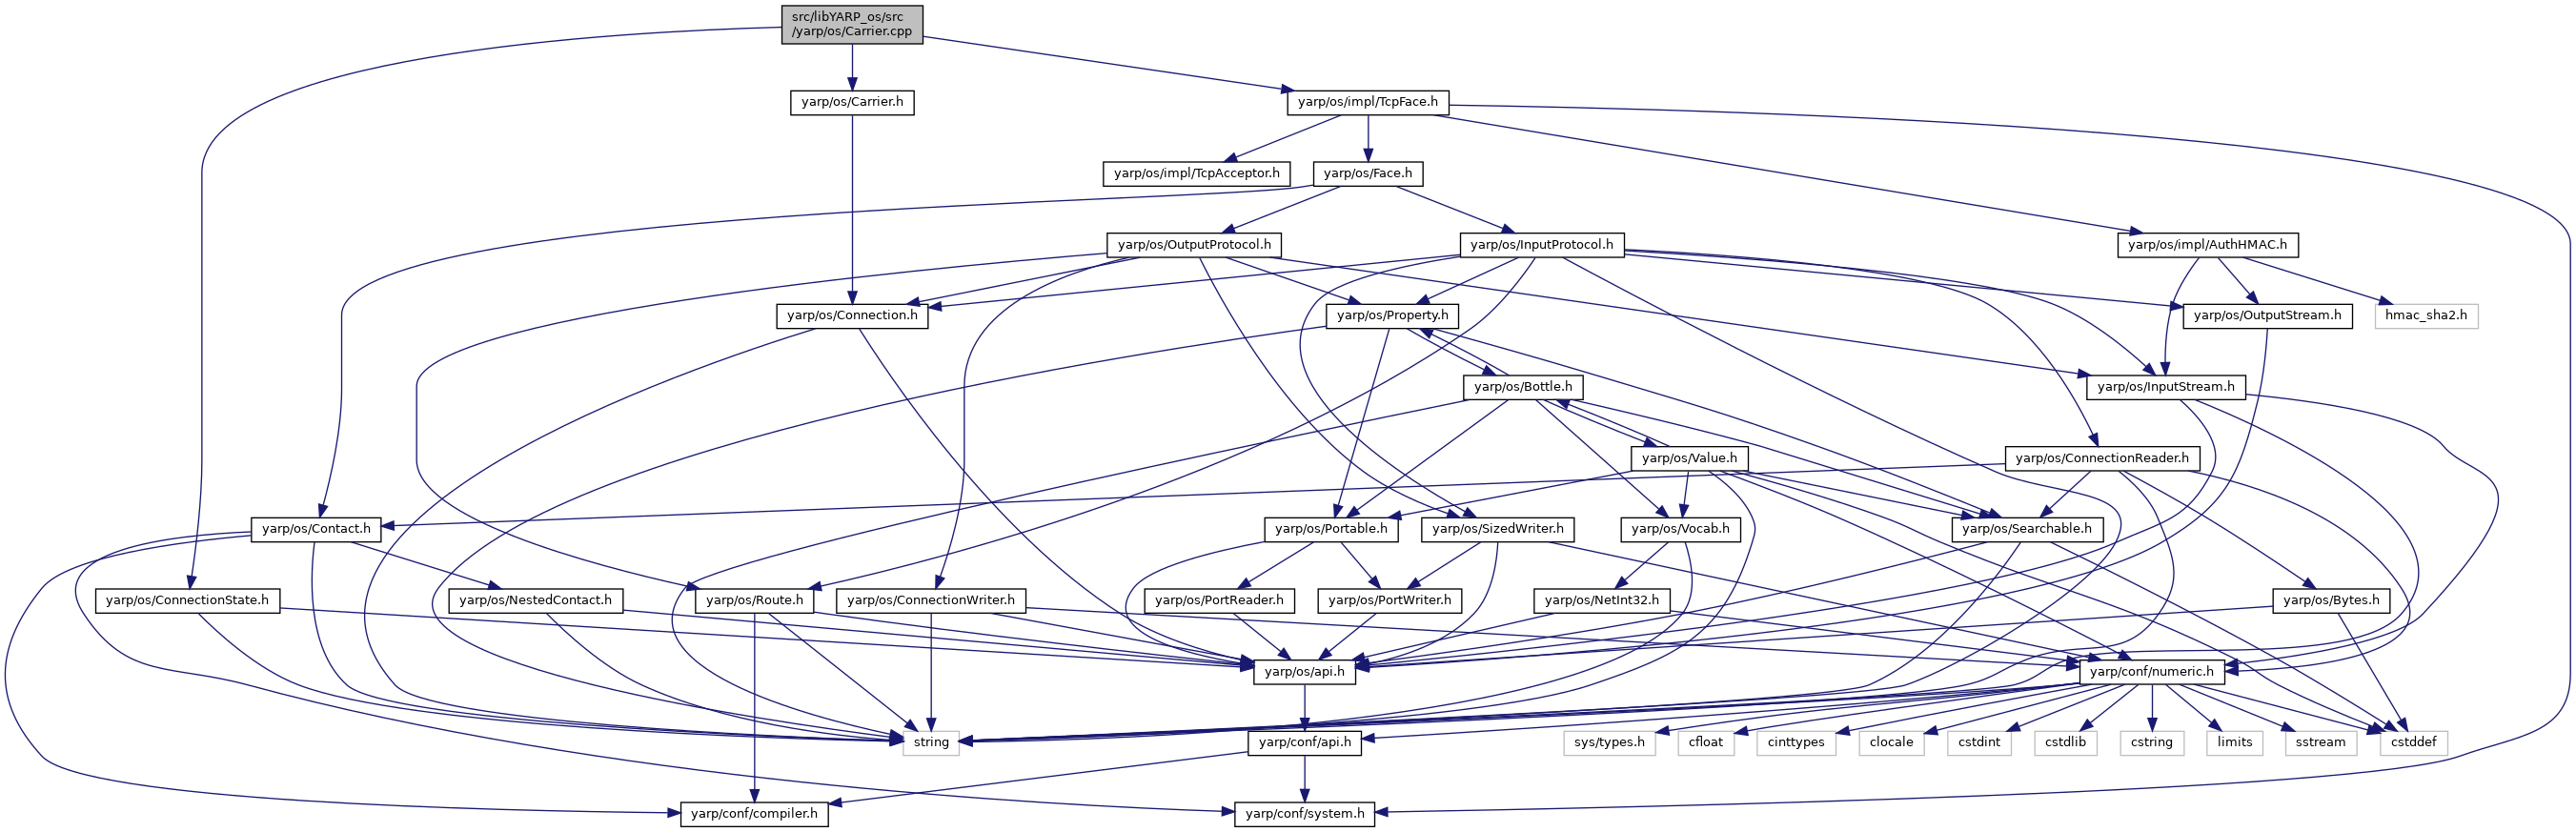 src/libYARP_os/src
/yarp/os/Carrier.cpp
yarp/os/Carrier.h
yarp/os/impl/TcpFace.h
yarp/os/impl/TcpAcceptor.h
yarp/os/Face.h
yarp/os/OutputProtocol.h
yarp/os/InputProtocol.h
yarp/os/impl/AuthHMAC.h
yarp/os/Connection.h
yarp/os/Property.h
yarp/os/OutputStream.h
hmac_sha2.h
yarp/os/Bottle.h
yarp/os/InputStream.h
yarp/os/Value.h
yarp/os/ConnectionReader.h
yarp/os/Contact.h
yarp/os/Portable.h
yarp/os/SizedWriter.h
yarp/os/Vocab.h
yarp/os/Searchable.h
yarp/os/ConnectionState.h
yarp/os/NestedContact.h
yarp/os/Route.h
yarp/os/ConnectionWriter.h
yarp/os/PortReader.h
yarp/os/PortWriter.h
yarp/os/NetInt32.h
yarp/os/Bytes.h
yarp/os/api.h
yarp/conf/numeric.h
string
yarp/conf/api.h
sys/types.h
cfloat
cinttypes
clocale
cstdint
cstdlib
cstring
limits
sstream
cstddef
yarp/conf/compiler.h
yarp/conf/system.h